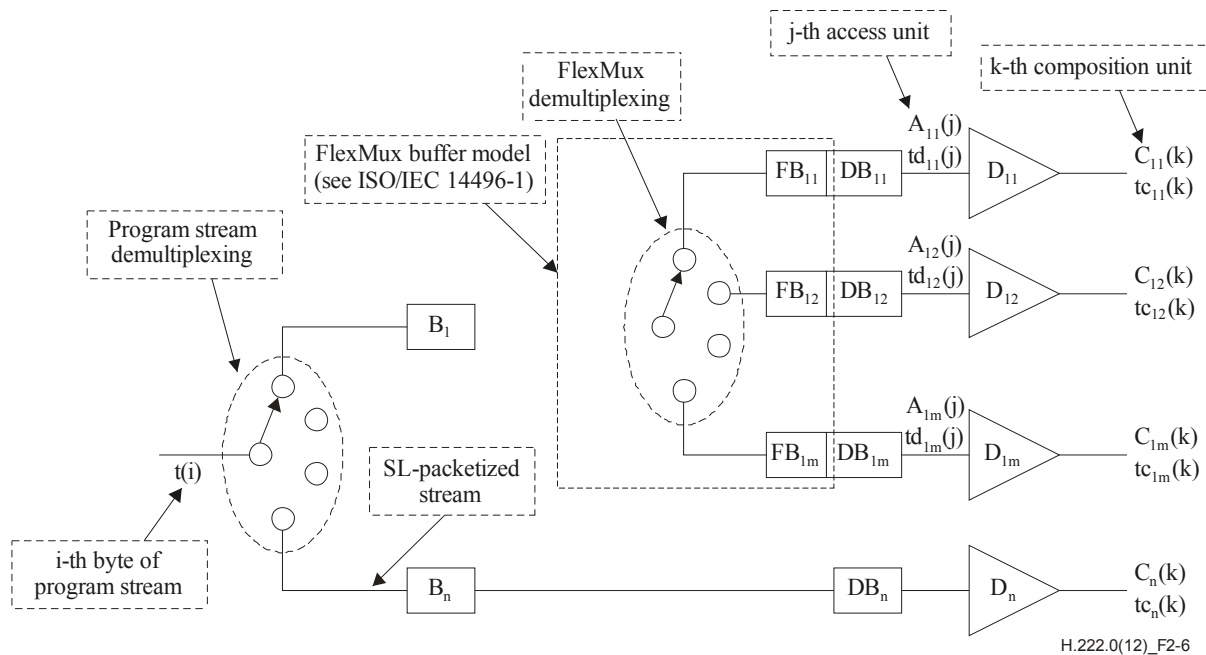 j-th access unit
k-th composition unit
FlexMux
demultiplexing
FlexMux buffer model
(see ISO/IEC 14496-1)
Program stream
demultiplexing
A₁₁(j)
td₁₁(j)
FB₁₁
DB₁₁
D₁₁
C₁₁(k)
tc₁₁(k)
A₁₂(j)
td₁₂(j)
FB₁₂
DB₁₂
D₁₂
C₁₂(k)
tc₁₂(k)
B₁
A₁ₘ(j)
td₁ₘ(j)
FB₁ₘ
DB₁ₘ
D₁ₘ
C₁ₘ(k)
tc₁ₘ(k)
t(i)
SL-packetized
stream
i-th byte of
program stream
Bₙ
DBₙ
Dₙ
Cₙ(k)
tcₙ(k)
H.222.0(12)_F2-6